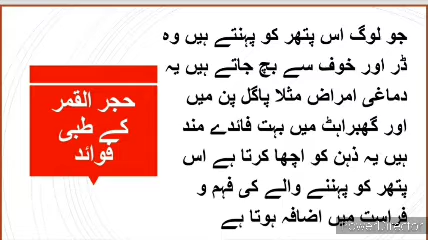 جو لوگ اس پتھر کو پہنتے ہیں وہ
ڈر اور خوف سے بچ جاتے ہیں یہ
دماغی امراض مثلا پاگل پن میں
اور گھبراہٹ میں بہت فائدے مند
ہیں یہ ذہن کو اچھا کرتا ہے اس
پتھر کو پہننے والے کی فہم و
فراست میں اضافہ ہوتا ہے
حجر القمر
کے طبی
فوائد
PowerDirector